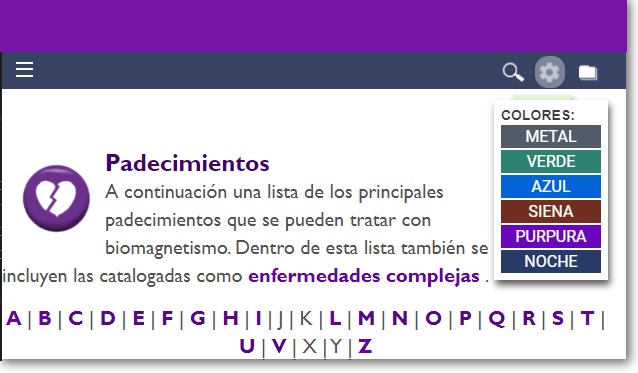 COLORES:
METAL
VERDE
AZUL
SIENA
PURPURA
NOCHE
Padecimientos
A continuación una lista de los principales
padecimientos que se pueden tratar con
biomagnetismo. Dentro de esta lista también se
incluyen las catalogadas como enfermedades complejas .
A | B | C | D | E | F | G | H | I | J | K | L | M | N | O | P | Q | R | S | T |
U | V | X | Y | Z